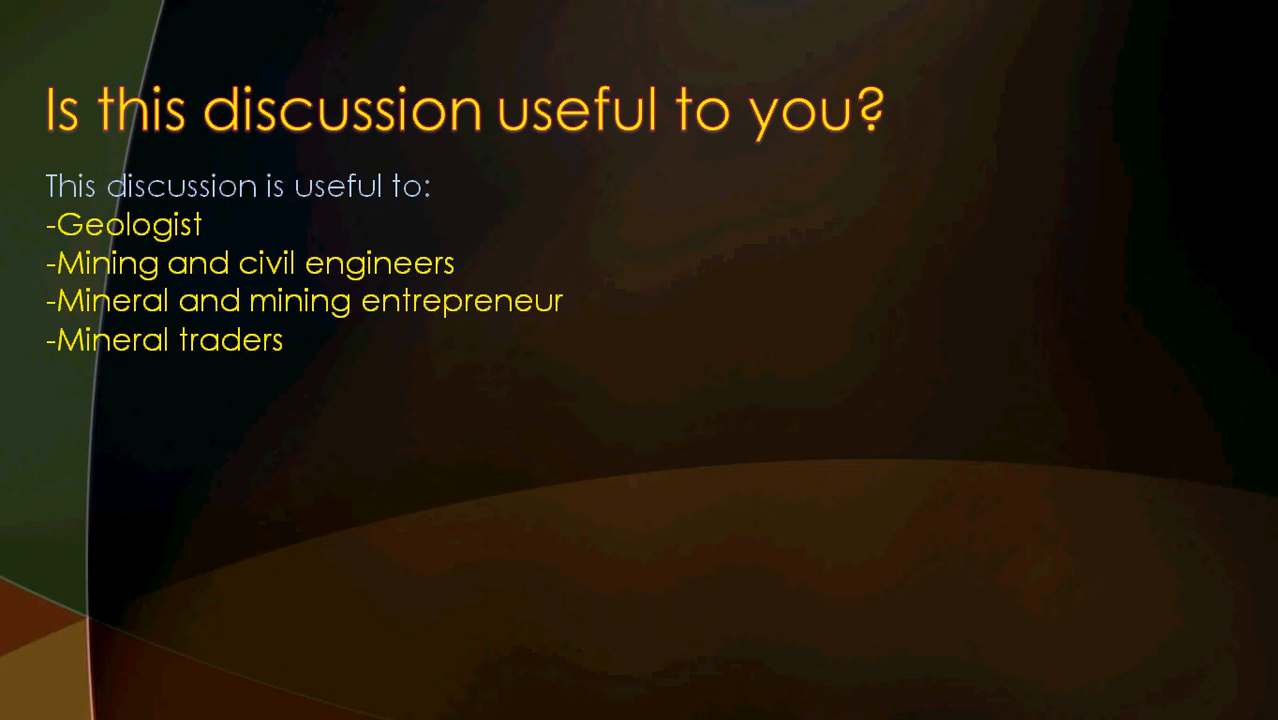 Is this discussion useful to you?
This discussion is useful to:
-Geologist
-Mining and civil engineers
-Mineral and mining entrepreneur
-Mineral traders